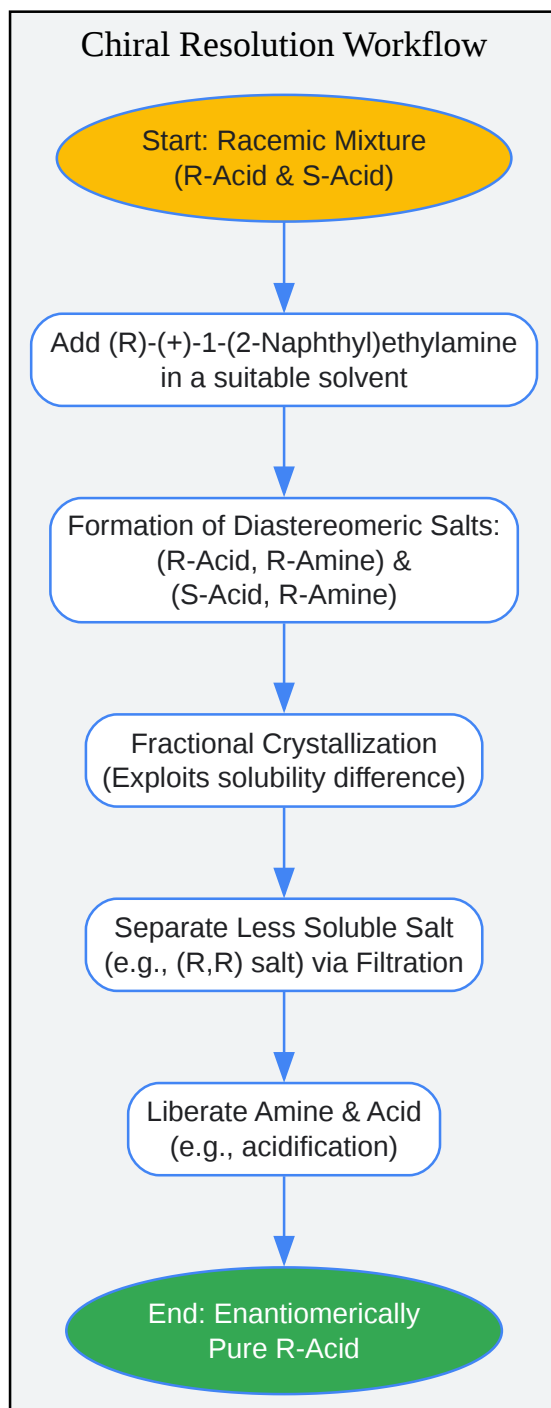 Chiral Resolution Workflow
Start: Racemic Mixture
(R-Acid & S-Acid)
Add (R)-(+)-1-(2-Naphthyl)ethylamine
in a suitable solvent
Formation of Diastereomeric Salts:
(R-Acid, R-Amine) &
(S-Acid, R-Amine)
Fractional Crystallization
(Exploits solubility difference)
Separate Less Soluble Salt
(e.g., (R,R) salt) via Filtration
Liberate Amine & Acid
(e.g., acidification)
End: Enantiomerically
Pure R-Acid